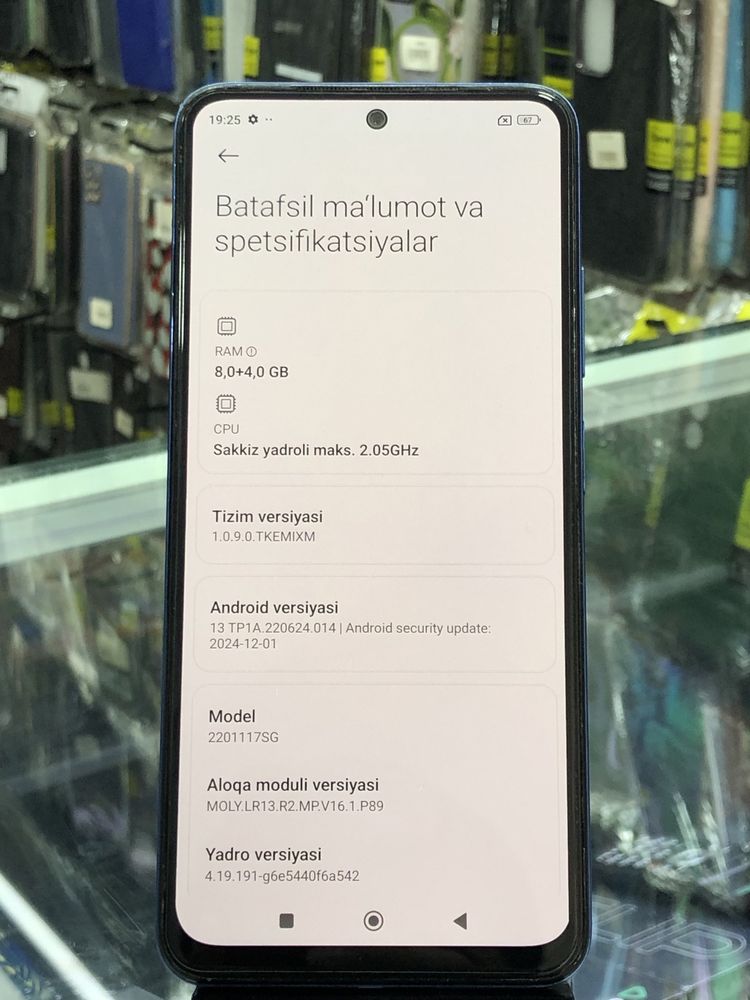 19:25
67
Batafsil ma‘lumot va
spetsifikatsiyalar
RAM
8,0+4,0 GB
CPU
Sakkiz yadroli maks. 2.05GHz
Tizim versiyasi
1.0.9.0.TKEMIXM
Android versiyasi
13 TP1A.220624.014 | Android security update:
2024-12-01
Model
2201117SG
Aloqa moduli versiyasi
MOLY.LR13.R2.MP.V16.1.P89
Yadro versiyasi
4.19.191-g6e5440f6a542